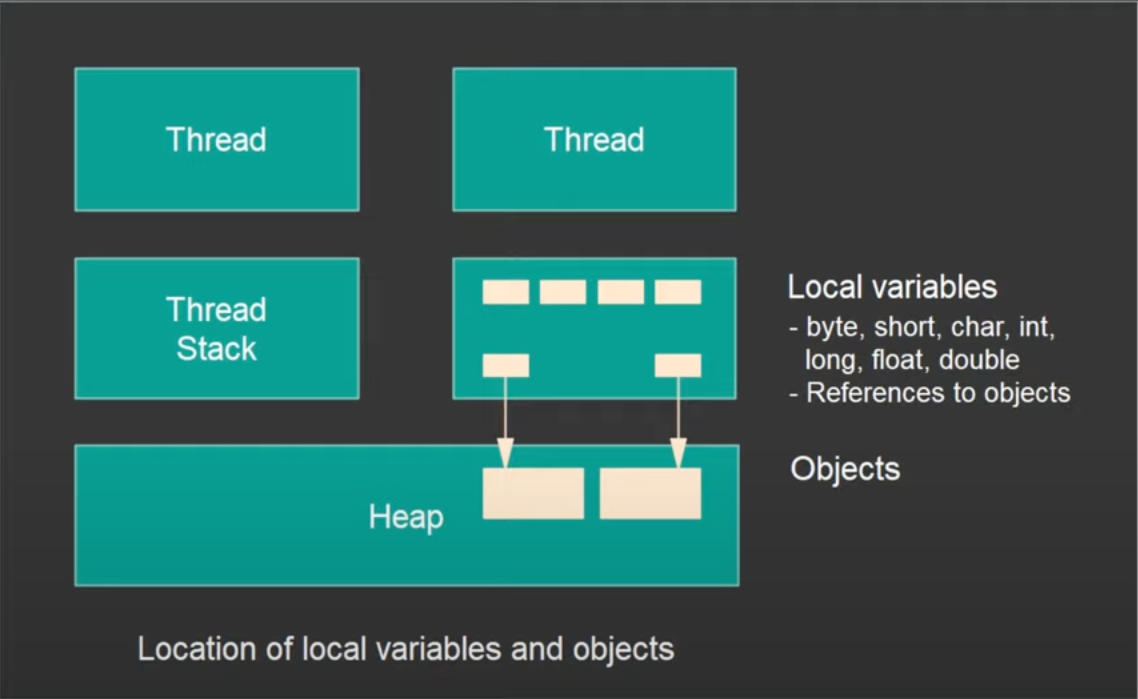 Thread
Thread
Thread
Stack
Local variables
- byte, short, char, int,
long, float, double
- References to objects
Heap
Objects
Location of local variables and objects